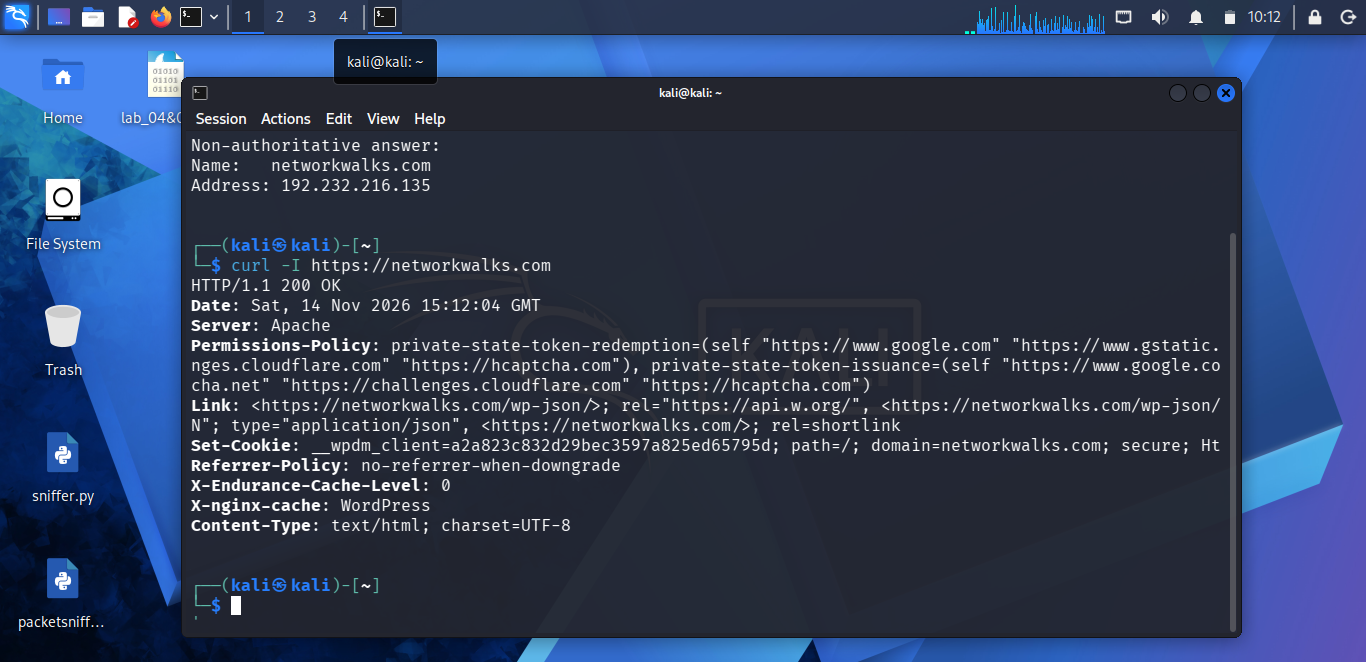 1 2 3 4 10:12
kali@kali: ~
Home
lab_04&0
File System
Trash
sniffer.py
packetsniff...
kali@kali: ~
Session Actions Edit View Help
Non-authoritative answer:
Name: networkwalks.com
Address: 192.232.216.135
┌──(kali㉿kali)-[~]
└─$ curl -I https://networkwalks.com
HTTP/1.1 200 OK
Date: Sat, 14 Nov 2026 15:12:04 GMT
Server: Apache
Permissions-Policy: private-state-token-redemption=(self "https://www.google.com" "https://www.gstatic.
nges.cloudflare.com" "https://hcaptcha.com"), private-state-token-issuance=(self "https://www.google.co
cha.net" "https://challenges.cloudflare.com" "https://hcaptcha.com")
Link: <https://networkwalks.com/wp-json/>; rel="https://api.w.org/", <https://networkwalks.com/wp-json/
N"; type="application/json", <https://networkwalks.com/>; rel=shortlink
Set-Cookie: __wpdm_client=a2a823c832d29bec3597a825ed65795d; path=/; domain=networkwalks.com; secure; Ht
Referrer-Policy: no-referrer-when-downgrade
X-Endurance-Cache-Level: 0
X-nginx-cache: WordPress
Content-Type: text/html; charset=UTF-8
┌──(kali㉿kali)-[~]
└─$
KALI